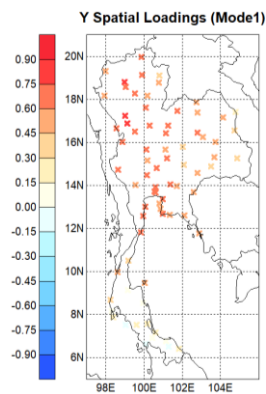 Y Spatial Loadings (Mode1)
0.90
0.75
0.60
0.45
0.30
0.15
0.00
-0.15
-0.30
-0.45
-0.60
-0.75
-0.90
20N
18N
16N
14N
12N
10N
8N
6N
98E 100E 102E 104E